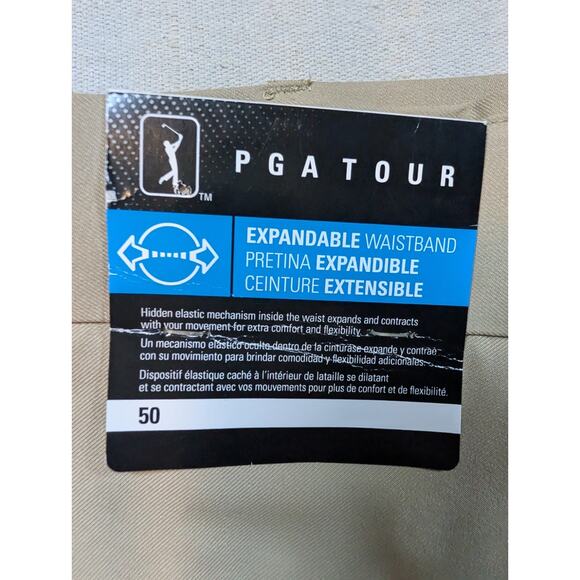 PGA TOUR
TM
EXPANDABLE WAISTBAND
PRETINA EXPANDIBLE
CEINTURE EXTENSIBLE
Hidden elastic mechanism inside the waist expands and contracts
with your movement for extra comfort and flexibility.
Un mecanismo elástico oculto dentro de la cinturase expande y contrae
con su movimiento para brindar comodidad y flexibilidad adicionales.
Dispositif élastique caché à l'intérieur de lataille se dilatant
et se contractant avec vos mouvements pour plus de confort et de flexibilité.
50